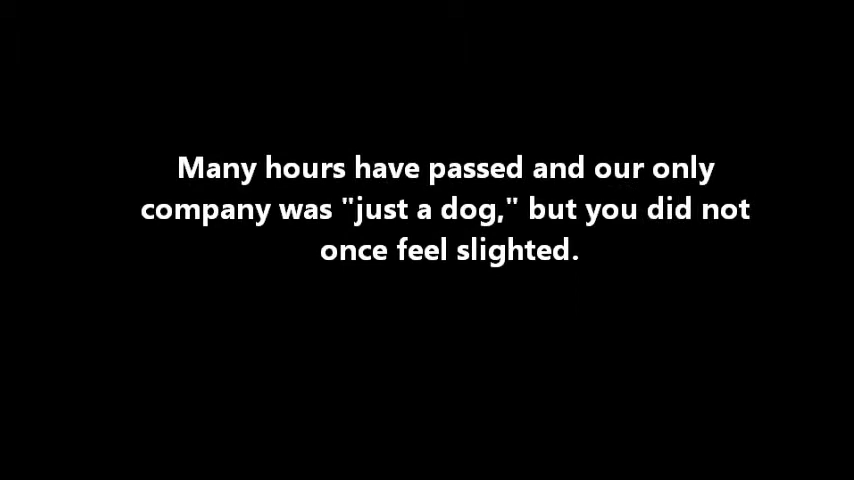 Many hours have passed and our only
company was "just a dog," but you did not
once feel slighted.